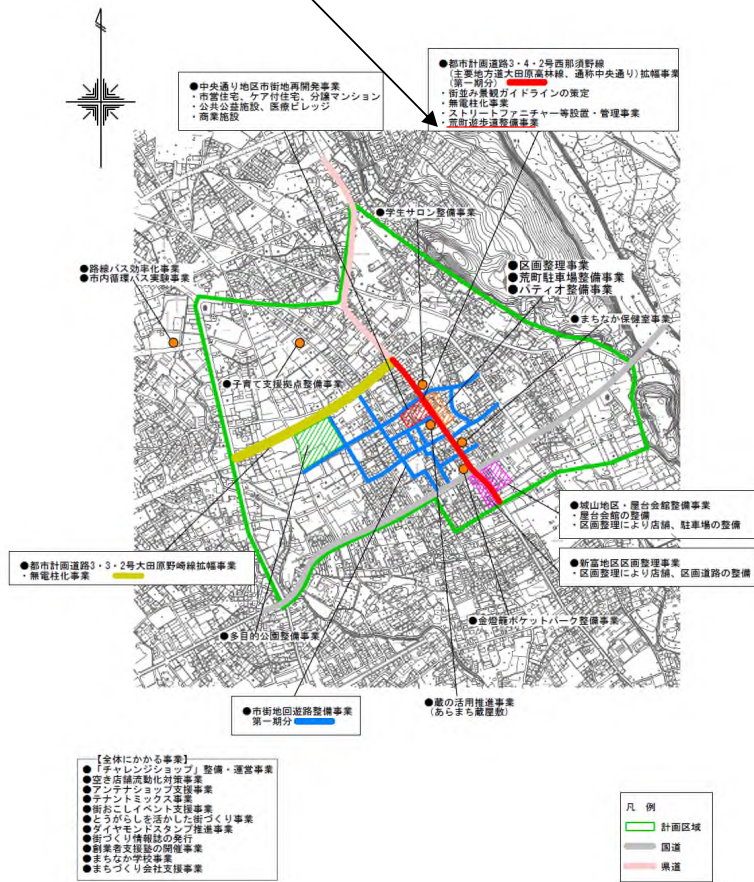 ●中央通り地区市街地再開発事業
・市営住宅、ケア付住宅、分譲マンション
・公共公益施設、医療ビレッジ
・商業施設
●都市計画道路3・4・2号西那須野線
(主要地方道大田原高林線、通称中央通り)拡幅事業
(第一期分)
・街並み景観ガイドラインの策定
・無電柱化事業
・ストリートファニチャー等設置・管理事業
・荒町遊歩道整備事業
●学生サロン整備事業
●路線バス効率化事業
●市内循環バス実験事業
●区画整理事業
●荒町駐車場整備事業
●パティオ整備事業
●まちなか保健室事業
●子育て支援拠点整備事業
●城山地区・屋台会館整備事業
・屋台会館の整備
・区画整理により店舗、駐車場の整備
●都市計画道路3・3・2号大田原野崎線拡幅事業
・無電柱化事業
●新富地区区画整理事業
・区画整理により店舗、区画道路の整備
●多目的公園整備事業
●金燈籠ポケットパーク整備事業
●市街地回遊路整備事業
第一期分
●蔵の活用推進事業
(あらまち蔵屋敷)
【全体にかかる事業】
●「チャレンジショップ」整備・運営事業
●空き店舗流動化対策事業
●アンテナショップ支援事業
●テナントミックス事業
●街おこしイベント支援事業
●とうがらしを活かした街づくり事業
●ダイヤモンドスタンプ推進事業
●街づくり情報誌の発行
●創業者支援塾の開催事業
●まちなか学校事業
●まちづくり会社支援事業
凡 例
計画区域
国道
県道